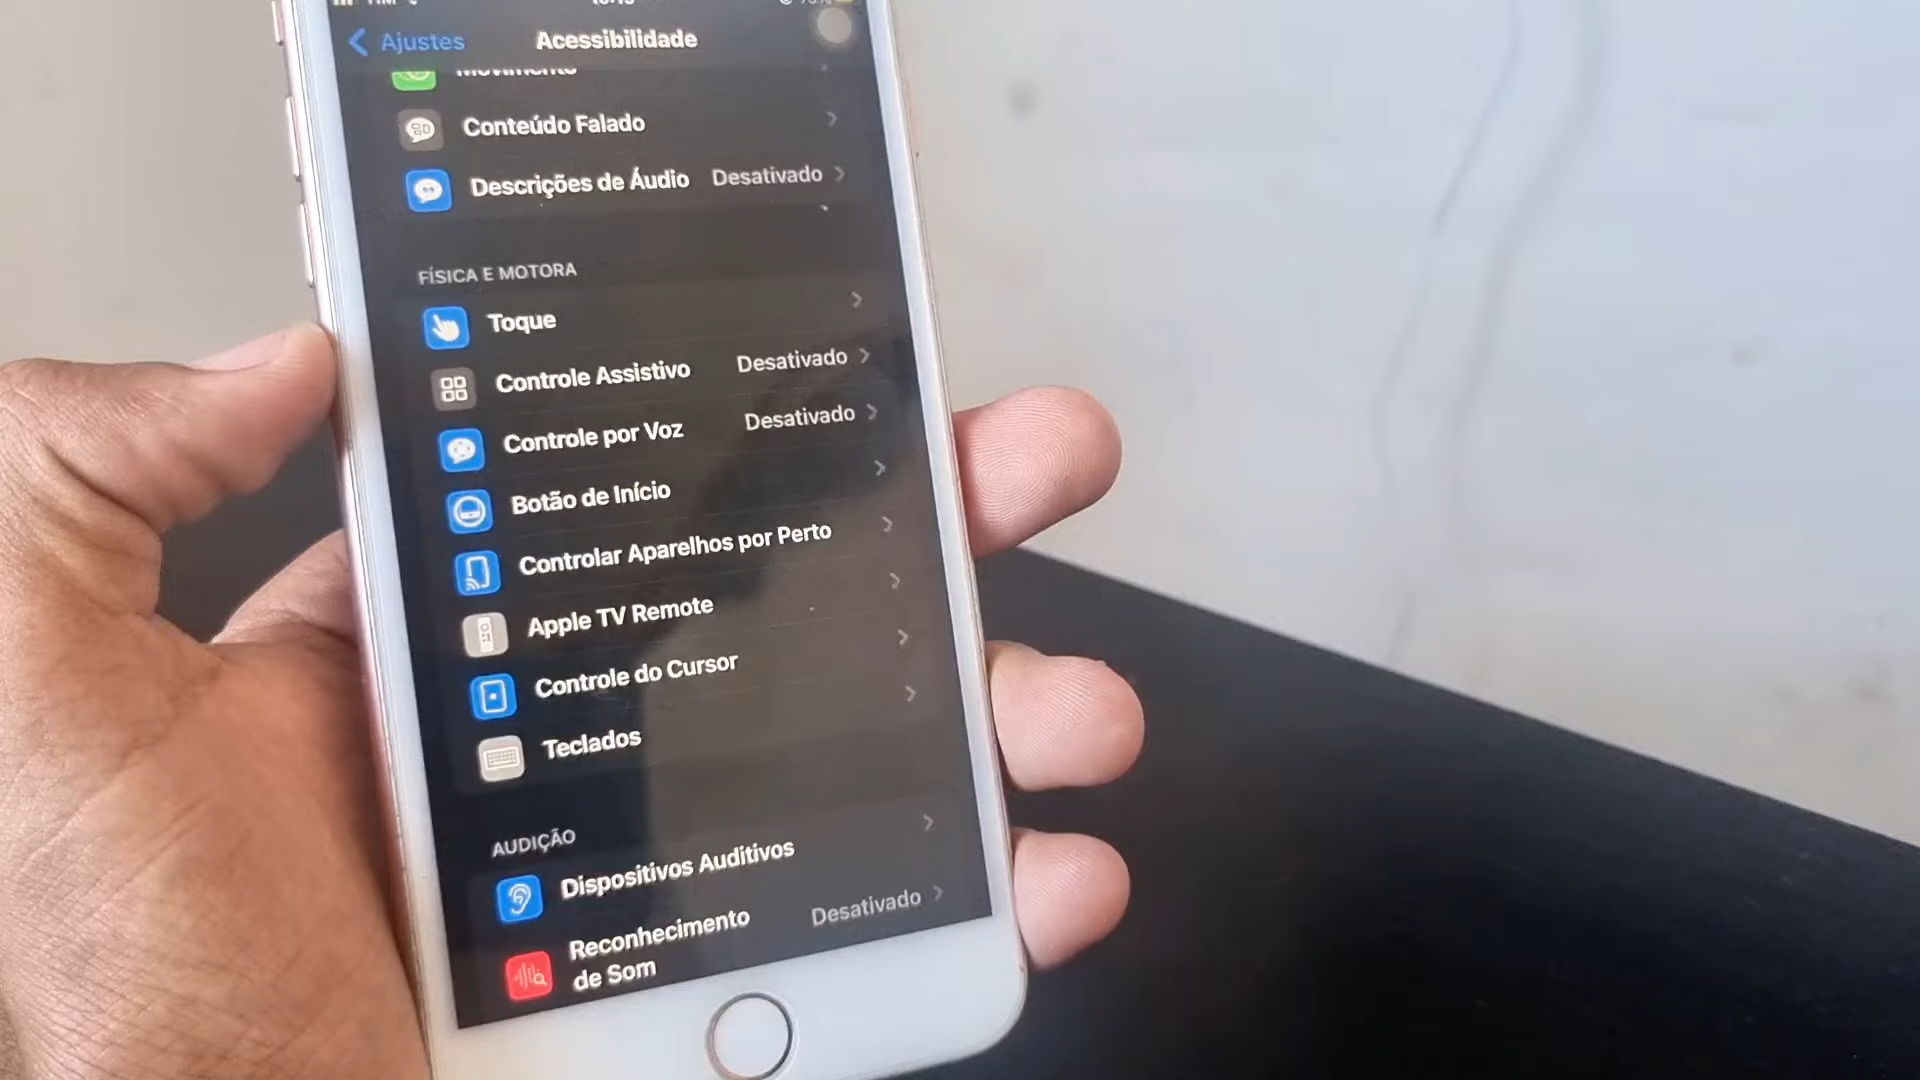 Ajustes Acessibilidade
Movimento
Conteúdo Falado
Descrições de Áudio Desativado
FÍSICA E MOTORA
Toque
Controle Assistivo Desativado
Controle por Voz Desativado
Botão de Início
Controlar Aparelhos por Perto
Apple TV Remote
Controle do Cursor
Teclados
AUDIÇÃO
Dispositivos Auditivos
Reconhecimento Desativado
de Som